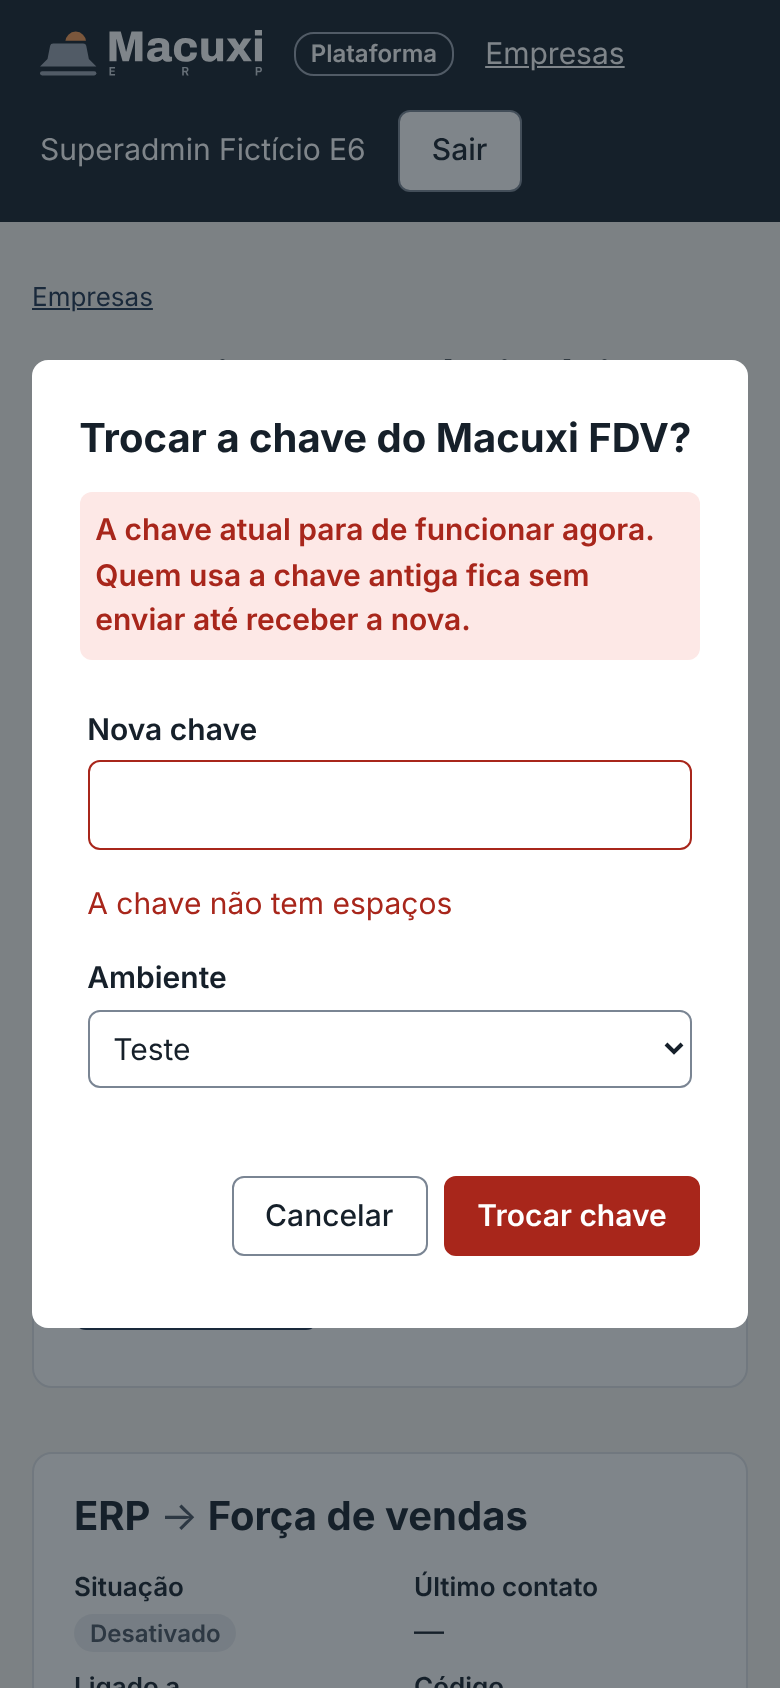 Macuxi
E R P
Plataforma
Empresas
Superadmin Fictício E6
Sair
Empresas
Trocar a chave do Macuxi FDV?
A chave atual para de funcionar agora.
Quem usa a chave antiga fica sem
enviar até receber a nova.
Nova chave
A chave não tem espaços
Ambiente
Teste
Cancelar
Trocar chave
ERP → Força de vendas
Situação
Último contato
Desativado
—
Ligado a
Código